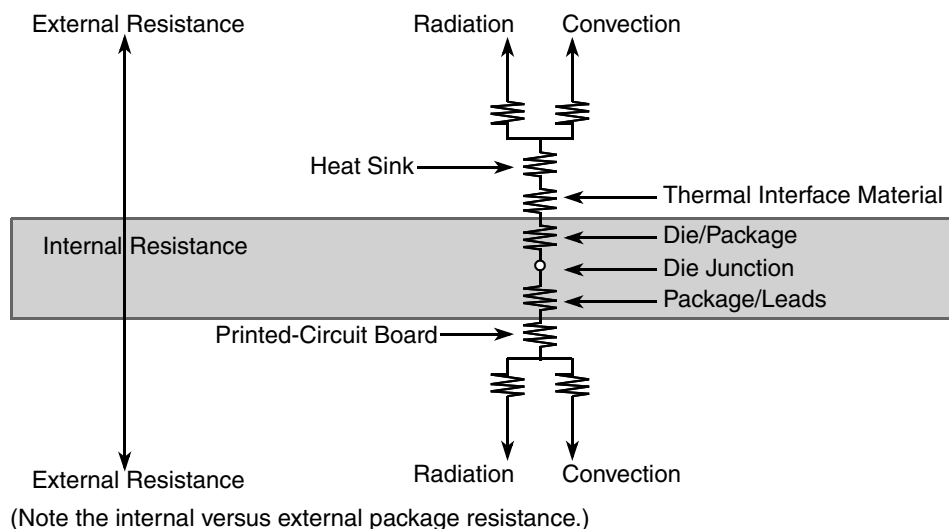 External Resistance
Radiation
Convection
Heat Sink
Thermal Interface Material
Internal Resistance
Die/Package
Die Junction
Package/Leads
Printed-Circuit Board
Radiation
Convection
External Resistance
(Note the internal versus external package resistance.)